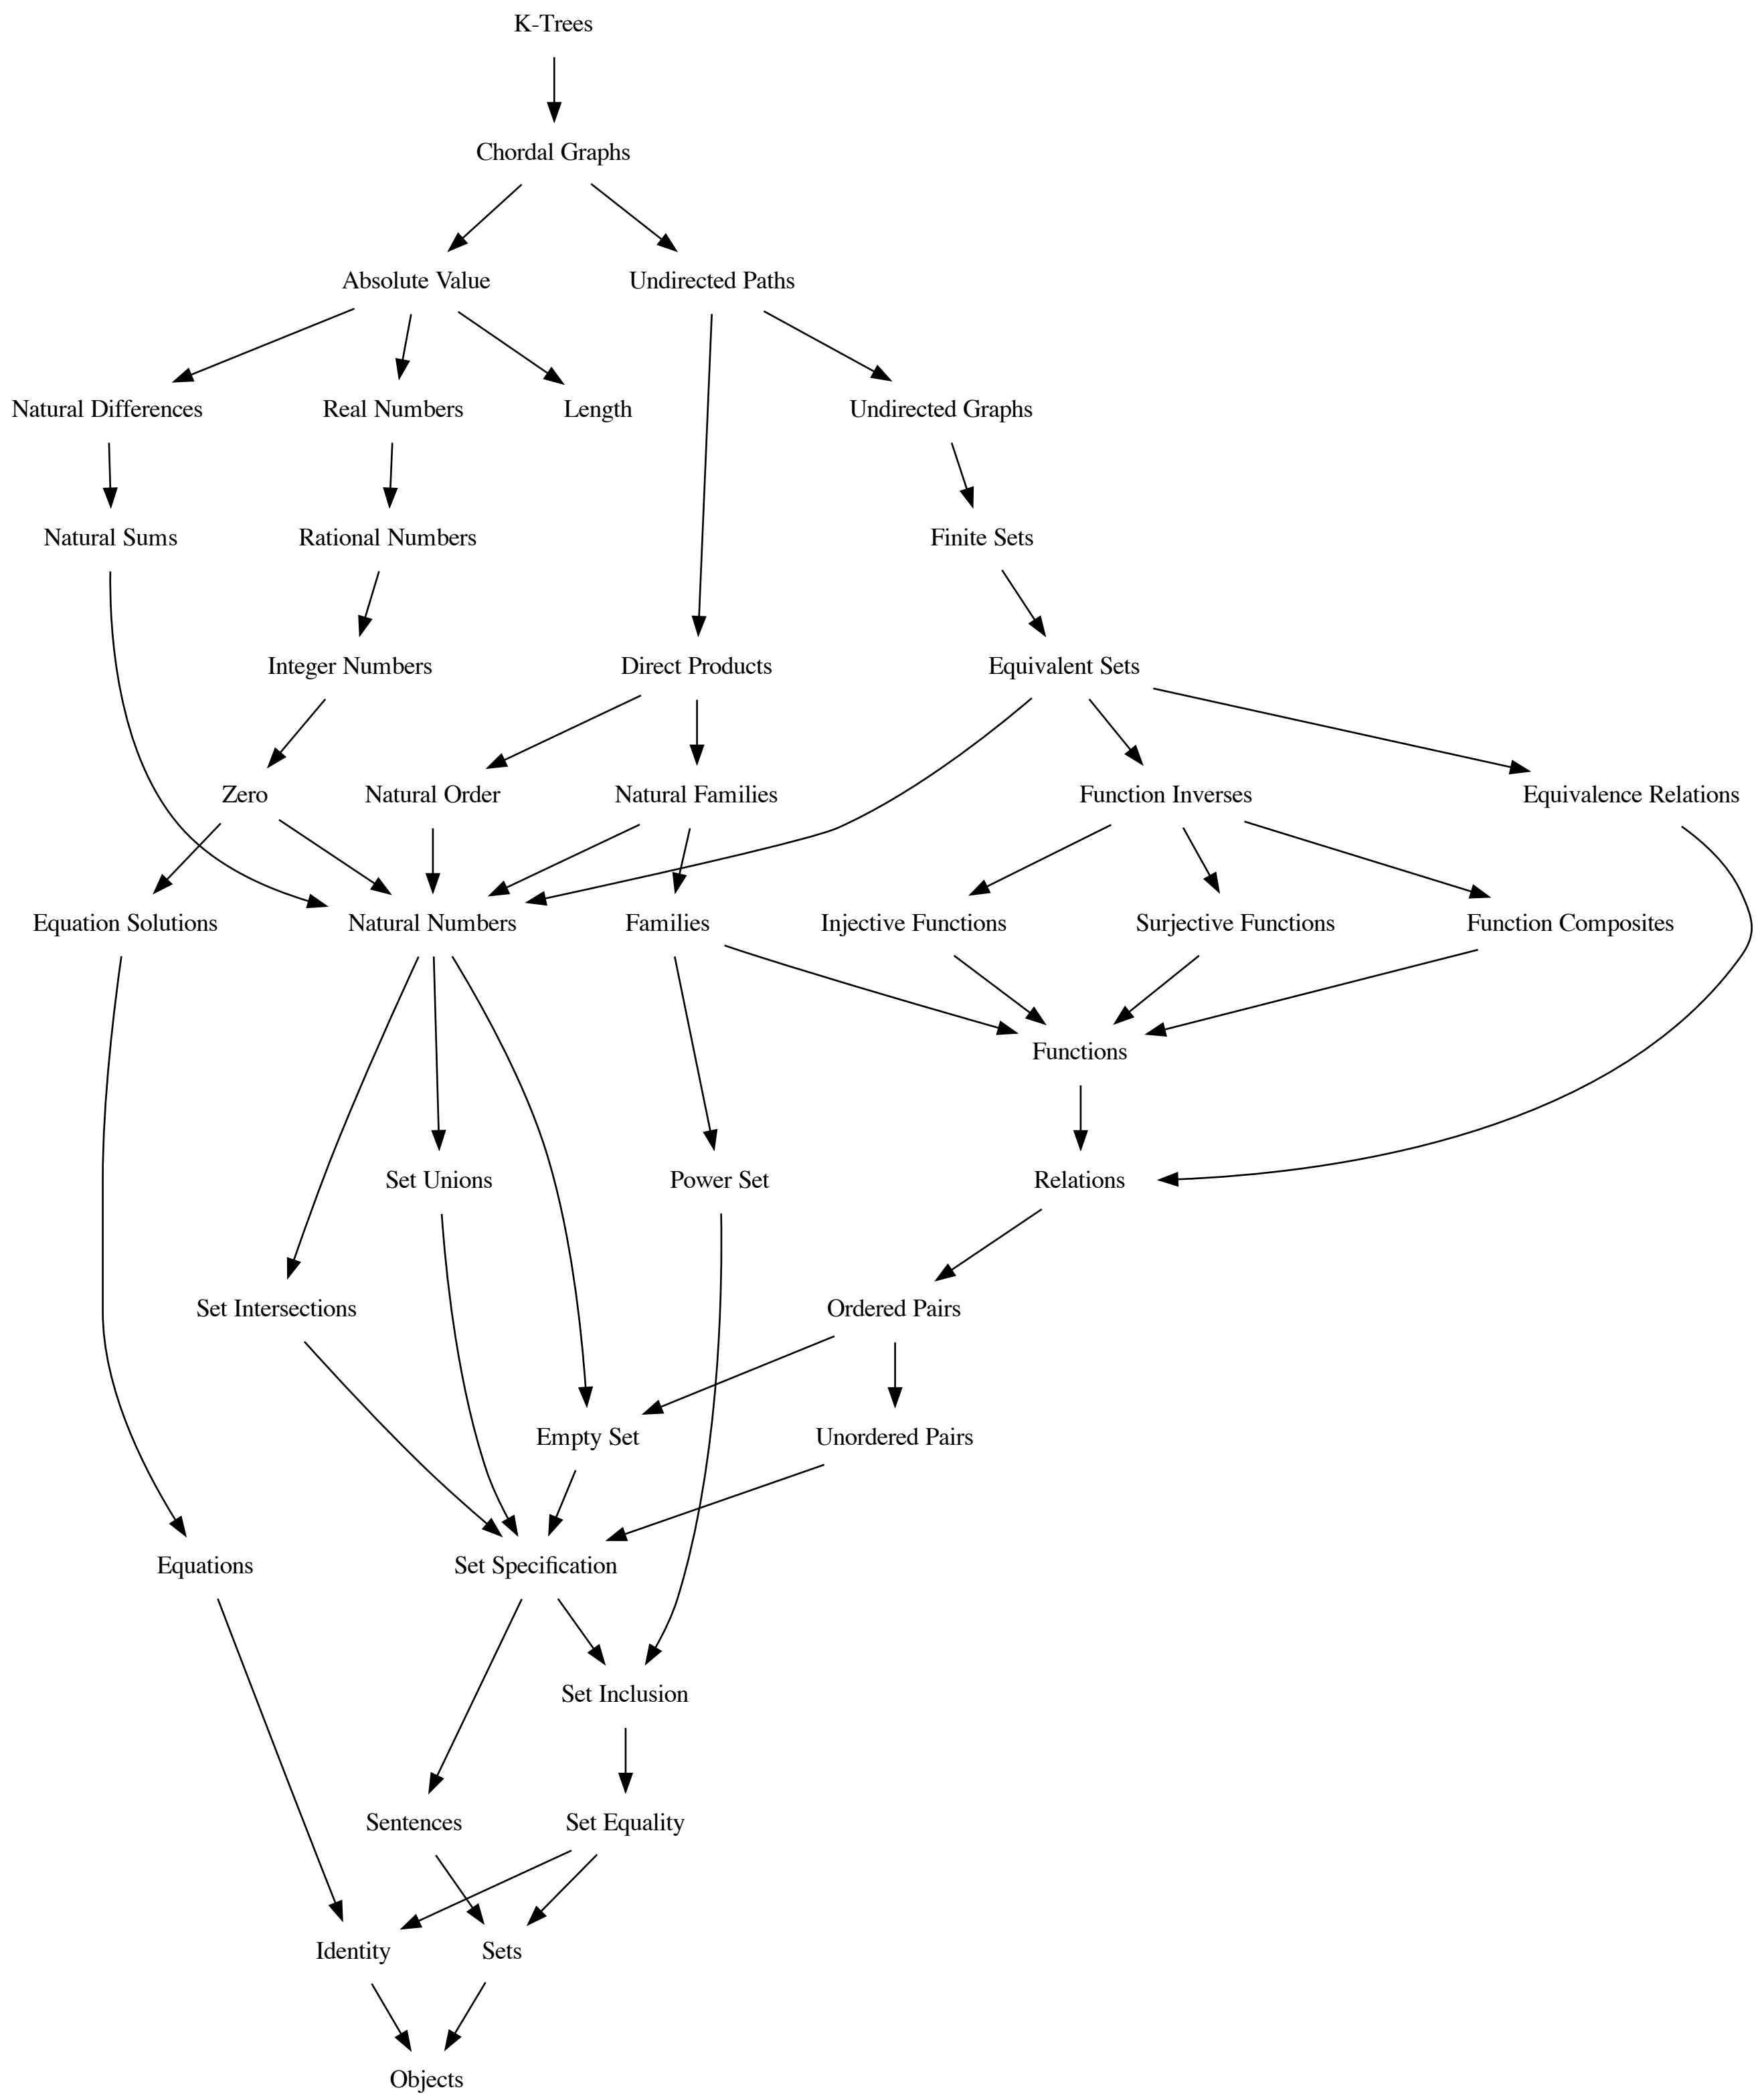 K-Trees
Chordal Graphs
Absolute Value
Undirected Paths
Natural Differences
Real Numbers
Length
Undirected Graphs
Natural Sums
Rational Numbers
Finite Sets
Integer Numbers
Direct Products
Equivalent Sets
Zero
Natural Order
Natural Families
Function Inverses
Equivalence Relations
Equation Solutions
Natural Numbers
Families
Injective Functions
Surjective Functions
Function Composites
Functions
Set Unions
Power Set
Relations
Set Intersections
Ordered Pairs
Empty Set
Unordered Pairs
Equations
Set Specification
Set Inclusion
Sentences
Set Equality
Identity
Sets
Objects